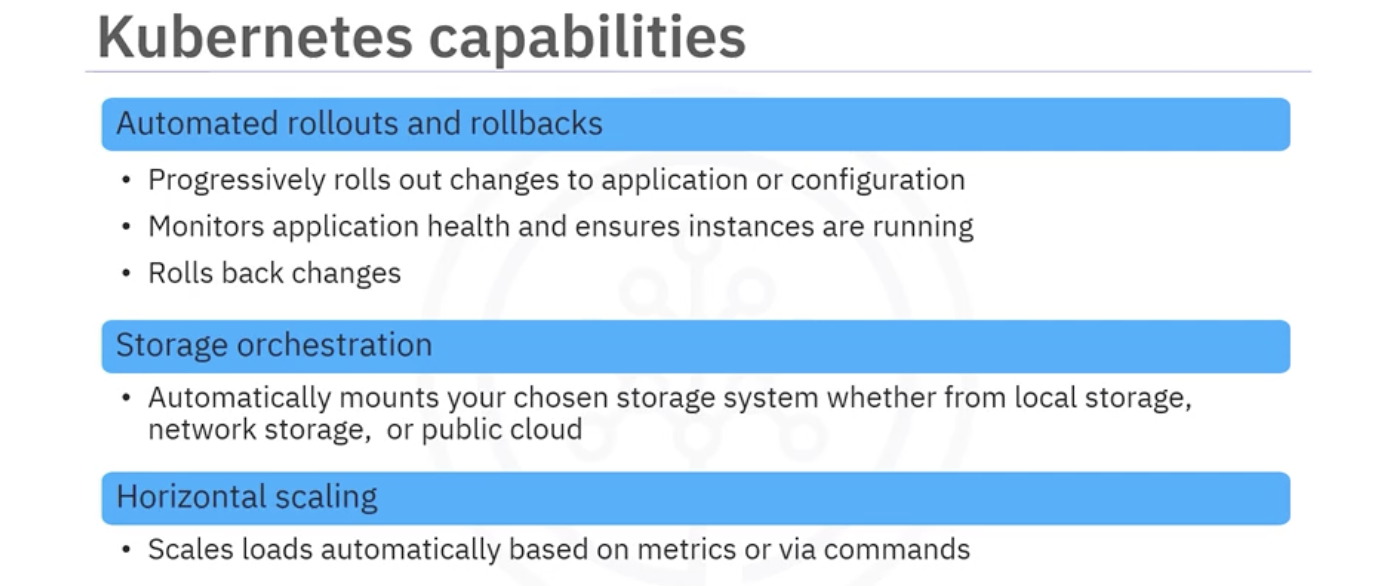 Kubernetes capabilities
Automated rollouts and rollbacks
• Progressively rolls out changes to application or configuration
• Monitors application health and ensures instances are running
• Rolls back changes
Storage orchestration
• Automatically mounts your chosen storage system whether from local storage,
network storage,  or public cloud
Horizontal scaling
• Scales loads automatically based on metrics or via commands